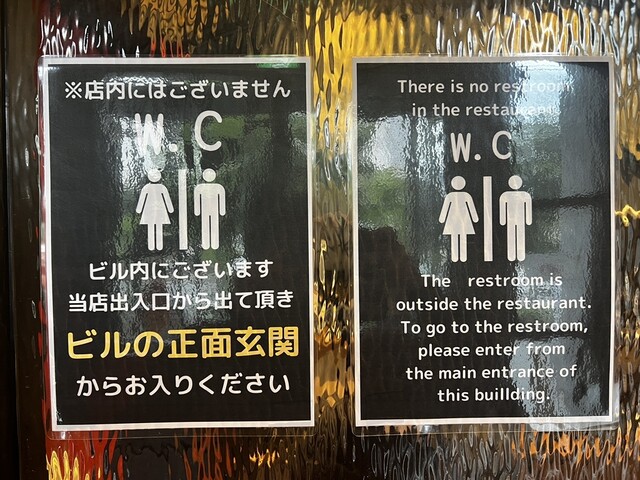 ※店内にはございません
W.C
ビル内にございます
当店出入口から出て頂き
ビルの正面玄関
からお入りください
There is no restroom
in the restaurant.
W.C
The restroom is
outside the restaurant.
To go to the restroom,
please enter from
the main entrance of
this buillding.